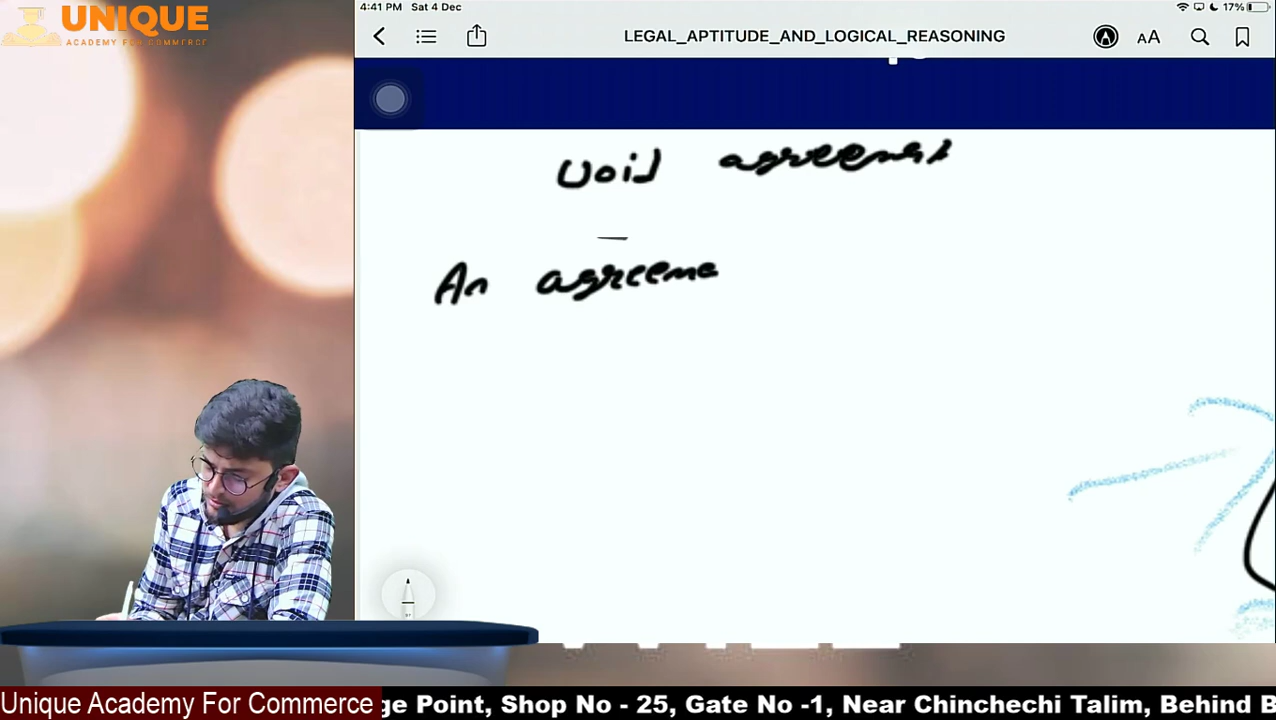 UNIQUE
ACADEMY FOR COMMERCE
4:41 PM Sat 4 Dec
17%
LEGAL_APTITUDE_AND_LOGICAL_REASONING
AA
void agreement
An agreeme
Unique Academy For Commerce
ge Point, Shop No - 25, Gate No -1, Near Chinchechi Talim, Behind B